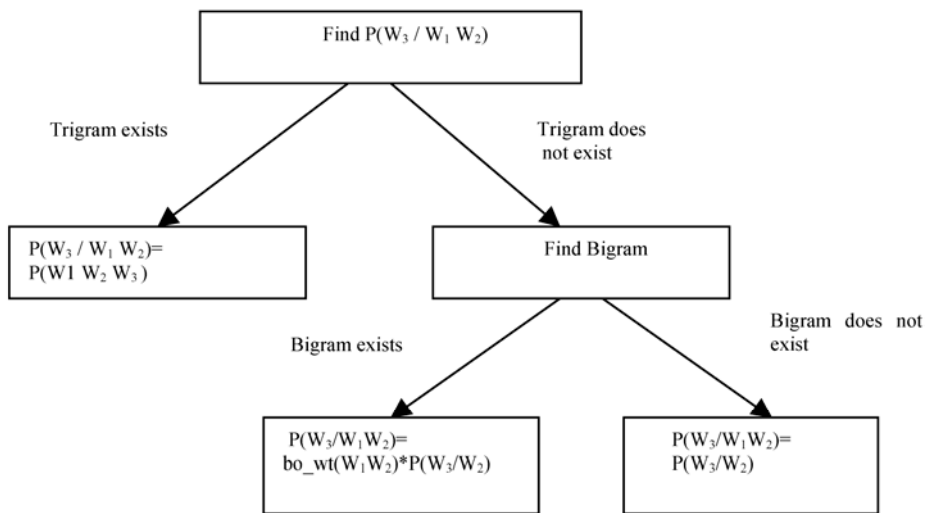 Find P(W₃ / W₁ W₂)
Trigram exists
Trigram does
not exist
P(W₃ / W₁ W₂)=
P(W1 W₂ W₃ )
Find Bigram
Bigram exists
Bigram does not
exist
P(W₃/W₁W₂)=
bo_wt(W₁W₂)*P(W₃/W₂)
P(W₃/W₁W₂)=
P(W₃/W₂)